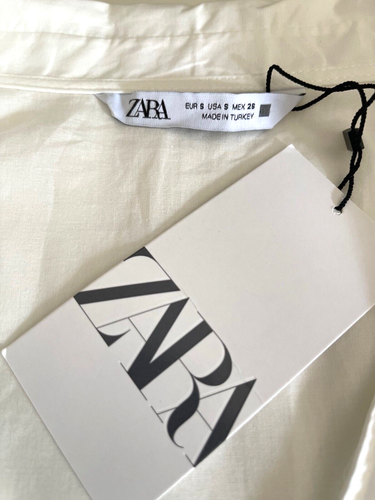 ZARA
EUR S USA S MEX 26
MADE IN TURKEY
ZARA